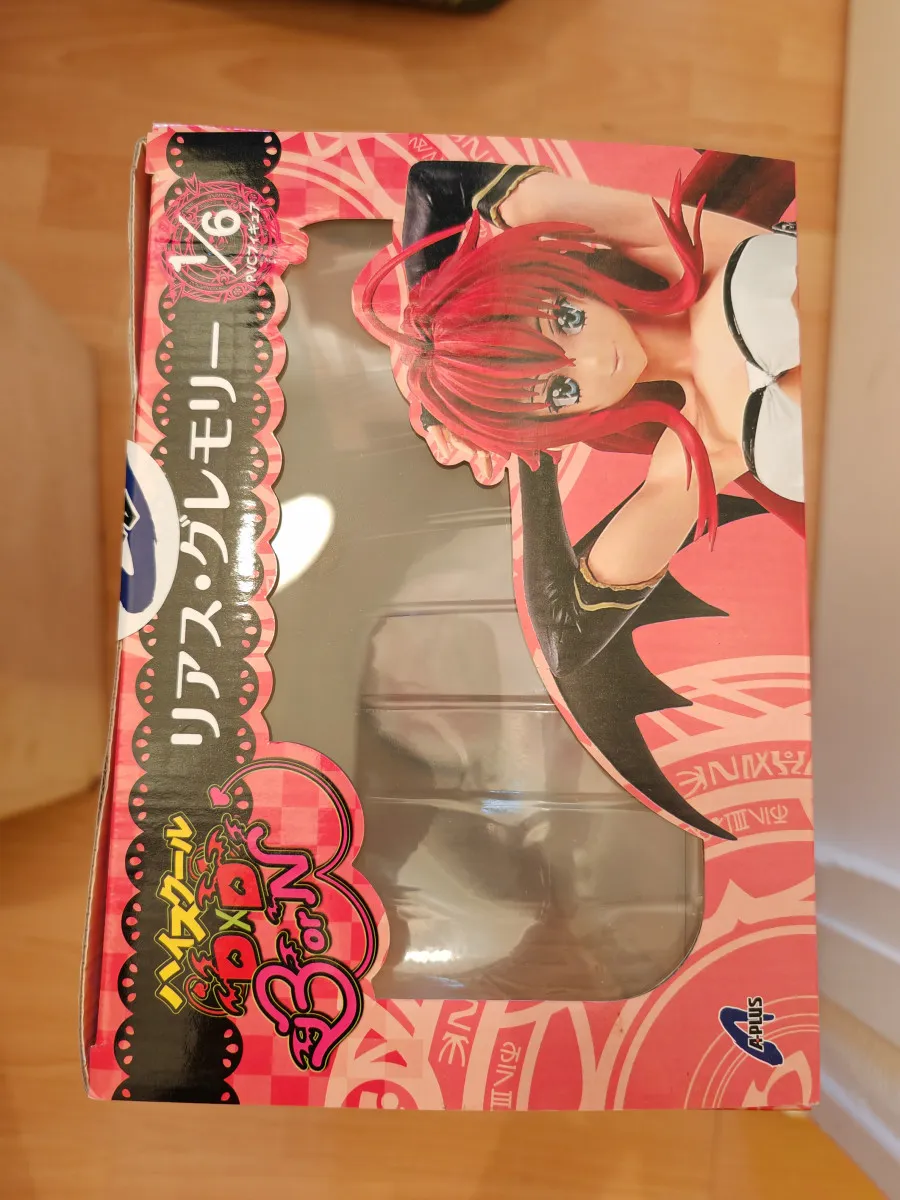 ハイスクール
D×D
BorN
リアス・グレモリー
1/6
PVCフィギュア
A-PLUS